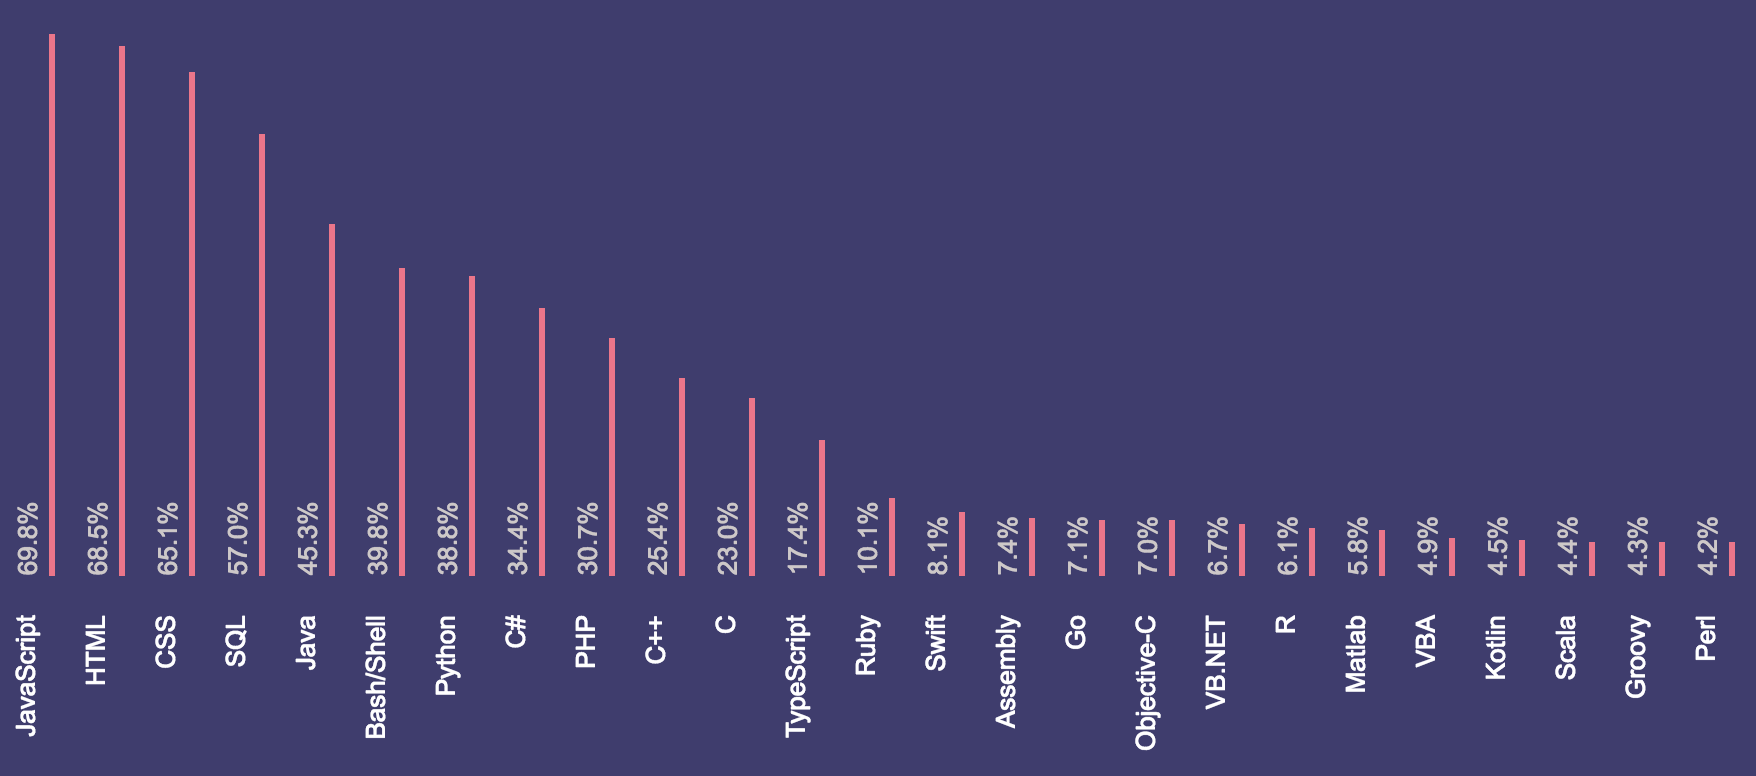 69.8%
68.5%
65.1%
57.0%
45.3%
39.8%
38.8%
34.4%
30.7%
25.4%
23.0%
17.4%
10.1%
8.1%
7.4%
7.1%
7.0%
6.7%
6.1%
5.8%
4.9%
4.5%
4.4%
4.3%
4.2%
JavaScript
HTML
CSS
SQL
Java
Bash/Shell
Python
C#
PHP
C++
C
TypeScript
Ruby
Swift
Assembly
Go
Objective-C
VB.NET
R
Matlab
VBA
Kotlin
Scala
Groovy
Perl